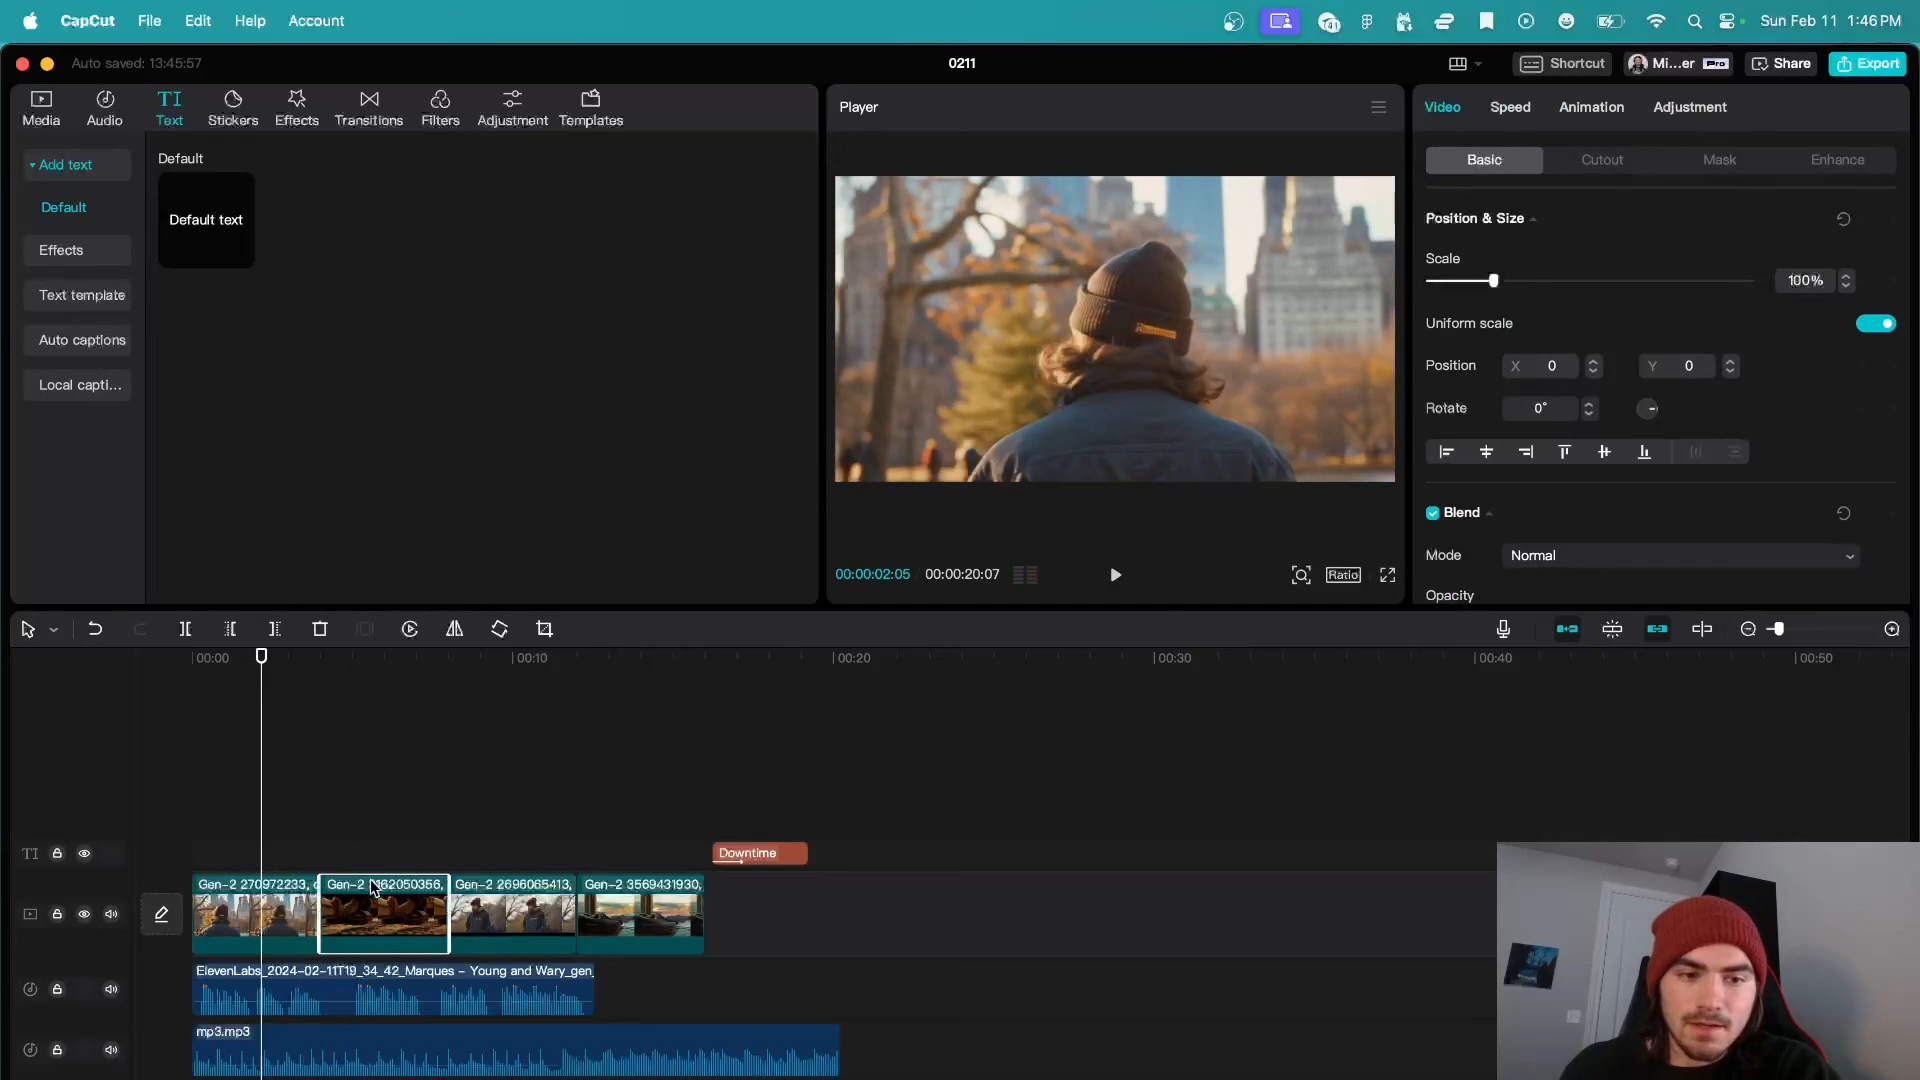 CapCut File Edit Help Account
Sun Feb 11 1:46 PM
Auto saved: 13:45:57
0211
Shortcut
Mi...er Pro
Share
Export
Media Audio Text Stickers Effects Transitions Filters Adjustment Templates
TI
Add text
Default
Effects
Text template
Auto captions
Local capti...
Default
Default text
Player
00:00:02:05 00:00:20:07
Ratio
Video Speed Animation Adjustment
Basic Cutout Mask Enhance
Position & Size
Scale
100%
Uniform scale
Position X 0 Y 0
Rotate 0°
Blend
Mode Normal
Opacity
00:00 00:10 00:20 00:30 00:40 00:50
TI
Downtime
Gen-2 270972233, Gen-2 Gen-2 2696065413, Gen-2 3569431930,
ElevenLabs_2024-02-11T19_34_42_Marques - Young and Wary_gen_
mp3.mp3